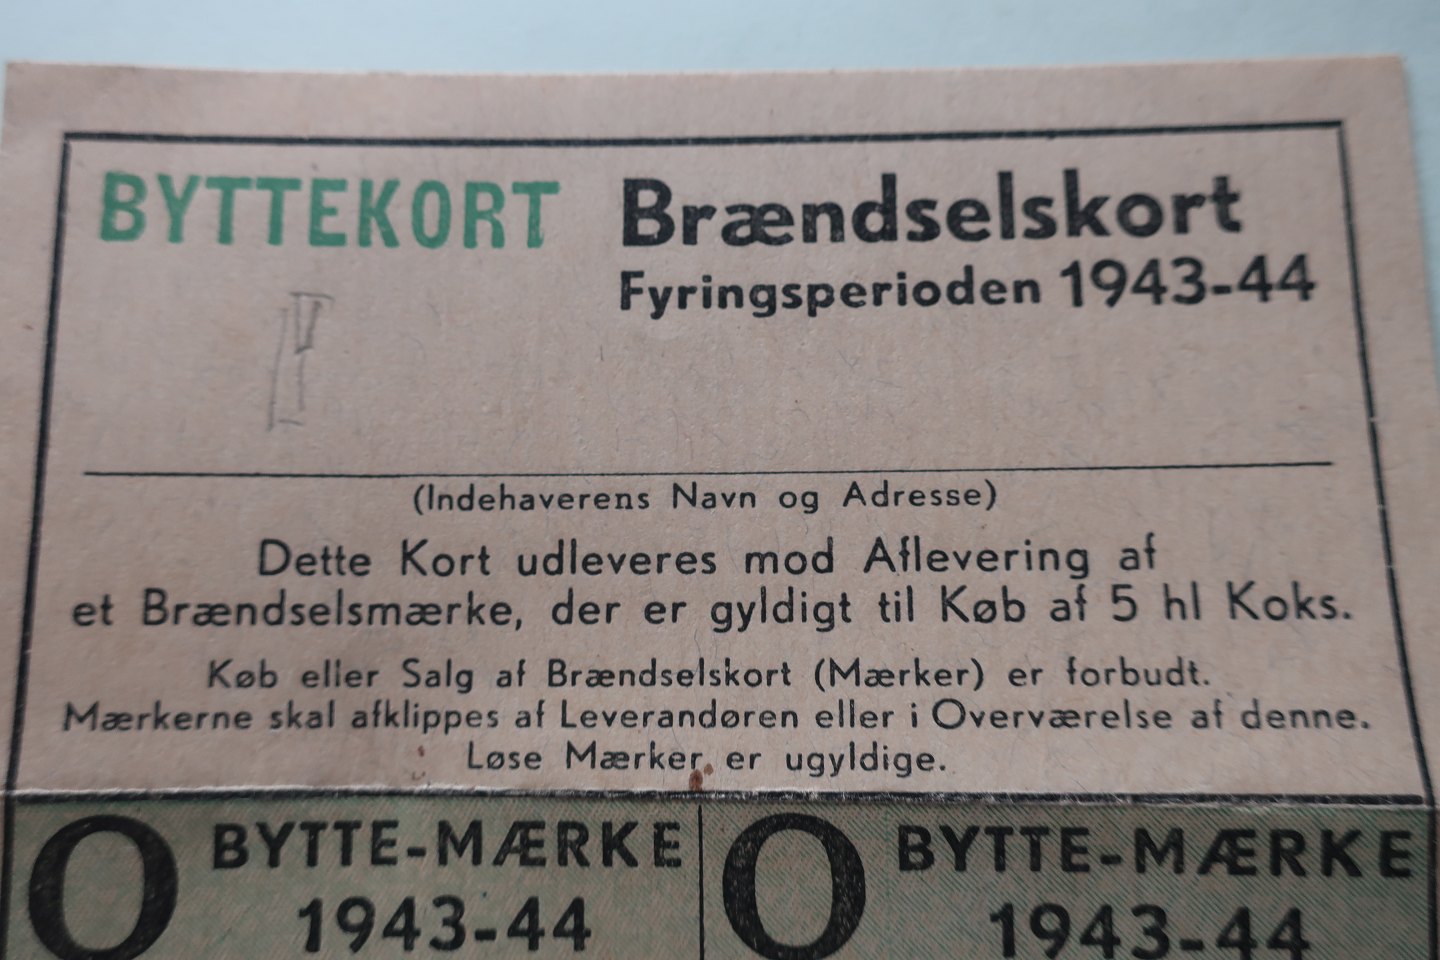 BYTTEKORT Brændselskort
Fyringsperioden 1943-44
(Indehaverens Navn og Adresse)
Dette Kort udleveres mod Aflevering af
et Brændselsmærke, der er gyldigt til Køb af 5 hl Koks.
Køb eller Salg af Brændselskort (Mærker) er forbudt.
Mærkerne skal afklippes af Leverandøren eller i Overværelse af denne.
Løse Mærker er ugyldige.
O BYTTE-MÆRKE O BYTTE-MÆRKE
1943-44 1943-44